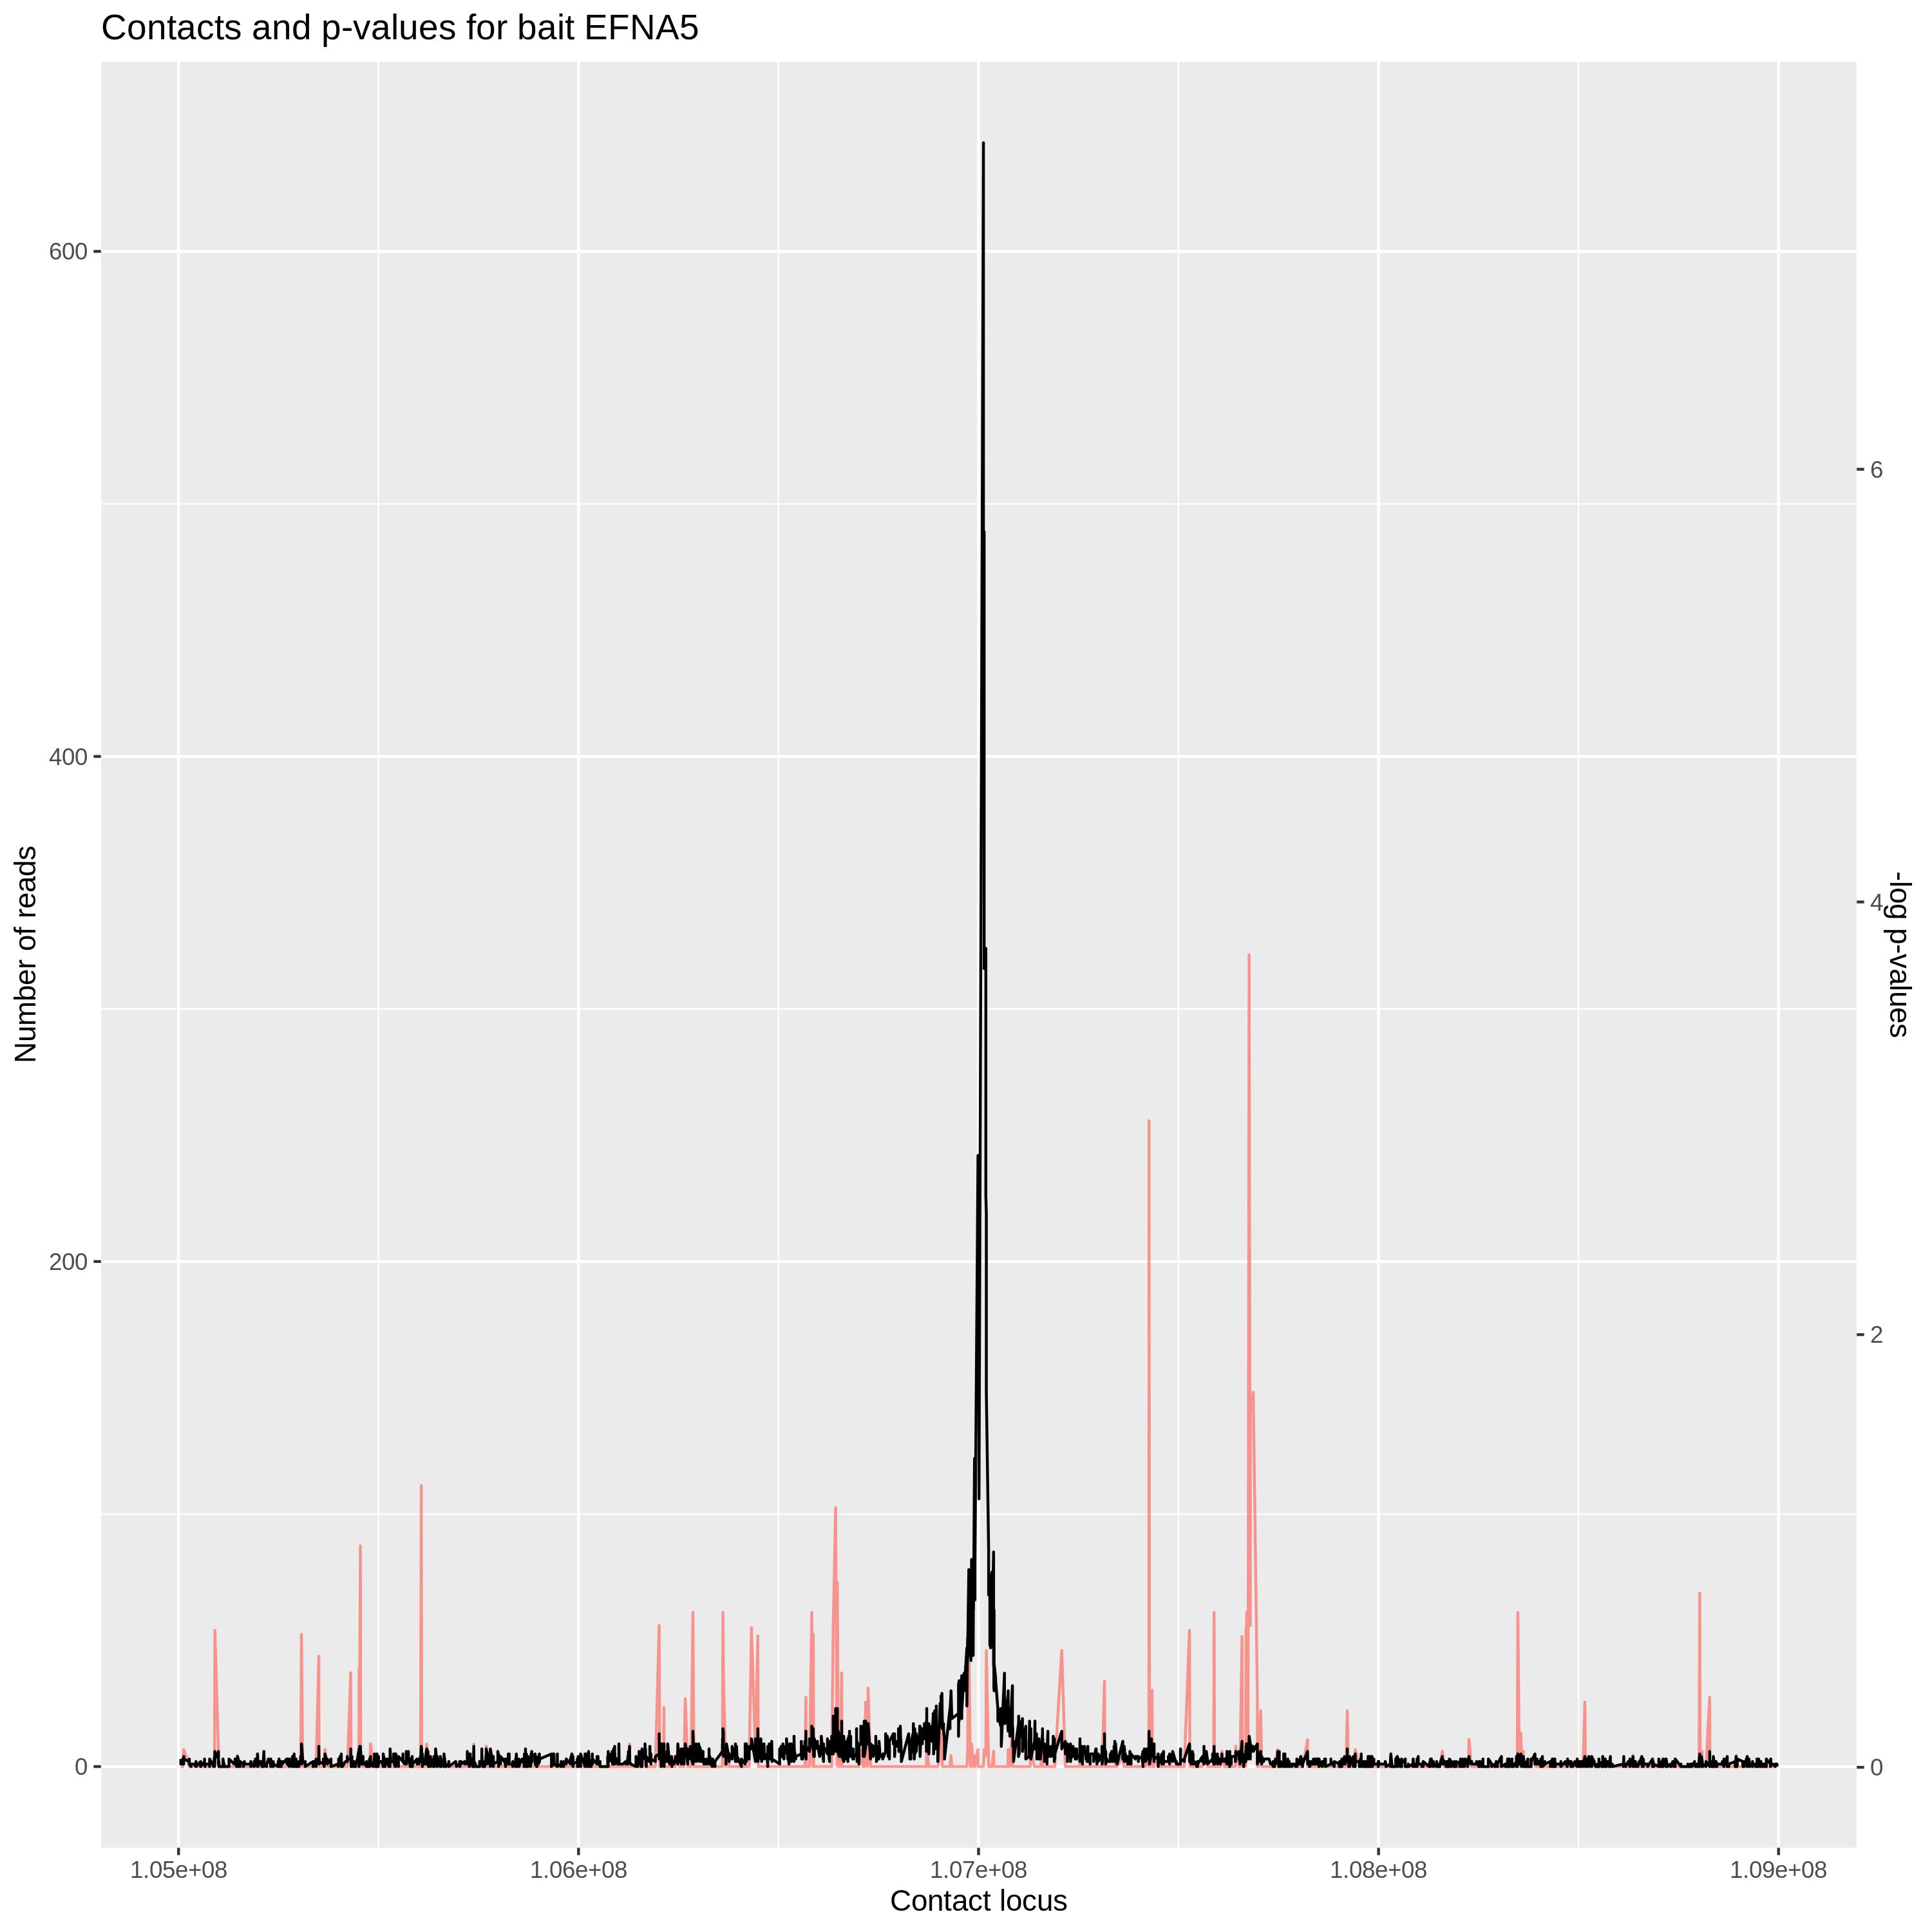 Contacts and p-values for bait EFNA5
600
400
200
0
Number of reads
6
4
2
0
-log p-values
1.05e+08
1.06e+08
1.07e+08
1.08e+08
1.09e+08
Contact locus